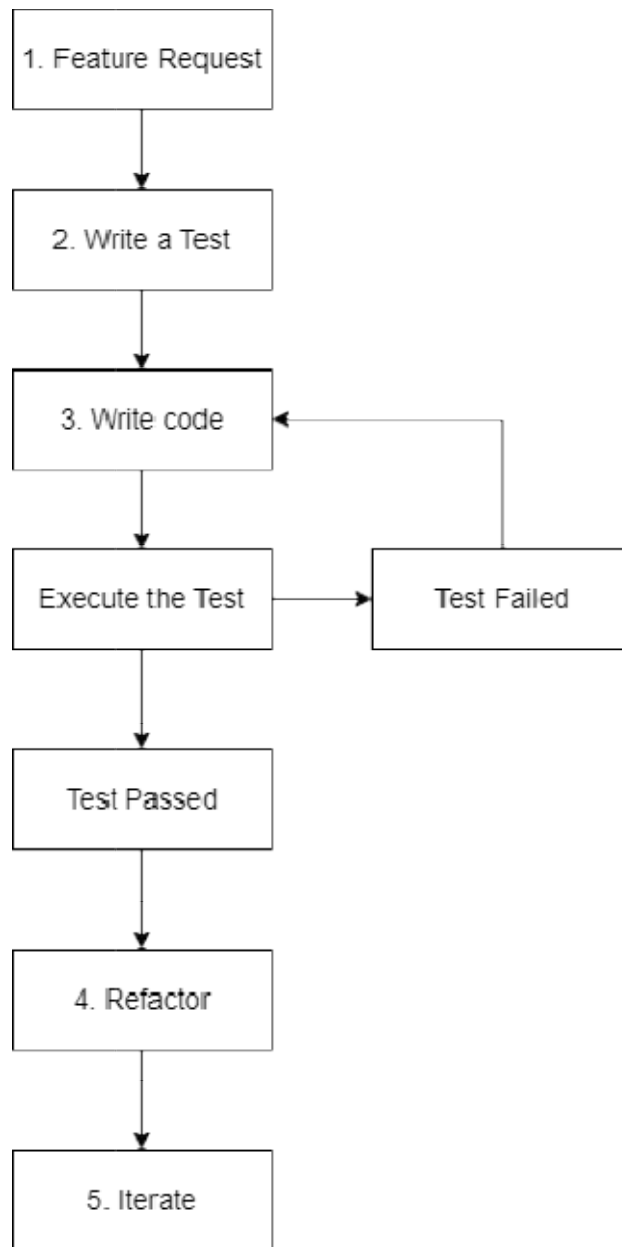 1. Feature Request
2. Write a Test
3. Write code
Execute the Test
Test Failed
Test Passed
4. Refactor
5. Iterate